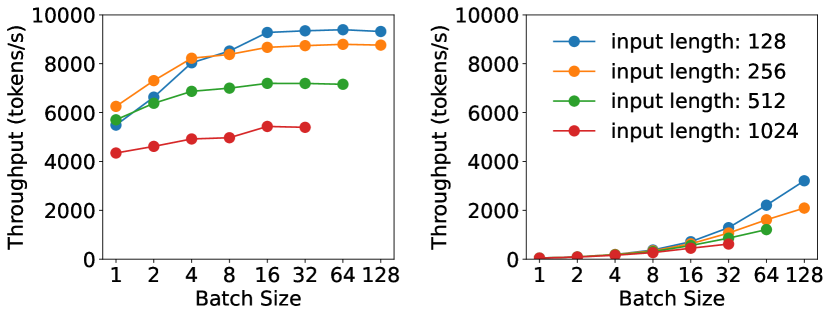 Throughput (tokens/s)
10000
8000
6000
4000
2000
0
1 2 4 8 16 32 64 128
Batch Size
Throughput (tokens/s)
10000
8000
6000
4000
2000
0
input length: 128
input length: 256
input length: 512
input length: 1024
1 2 4 8 16 32 64 128
Batch Size